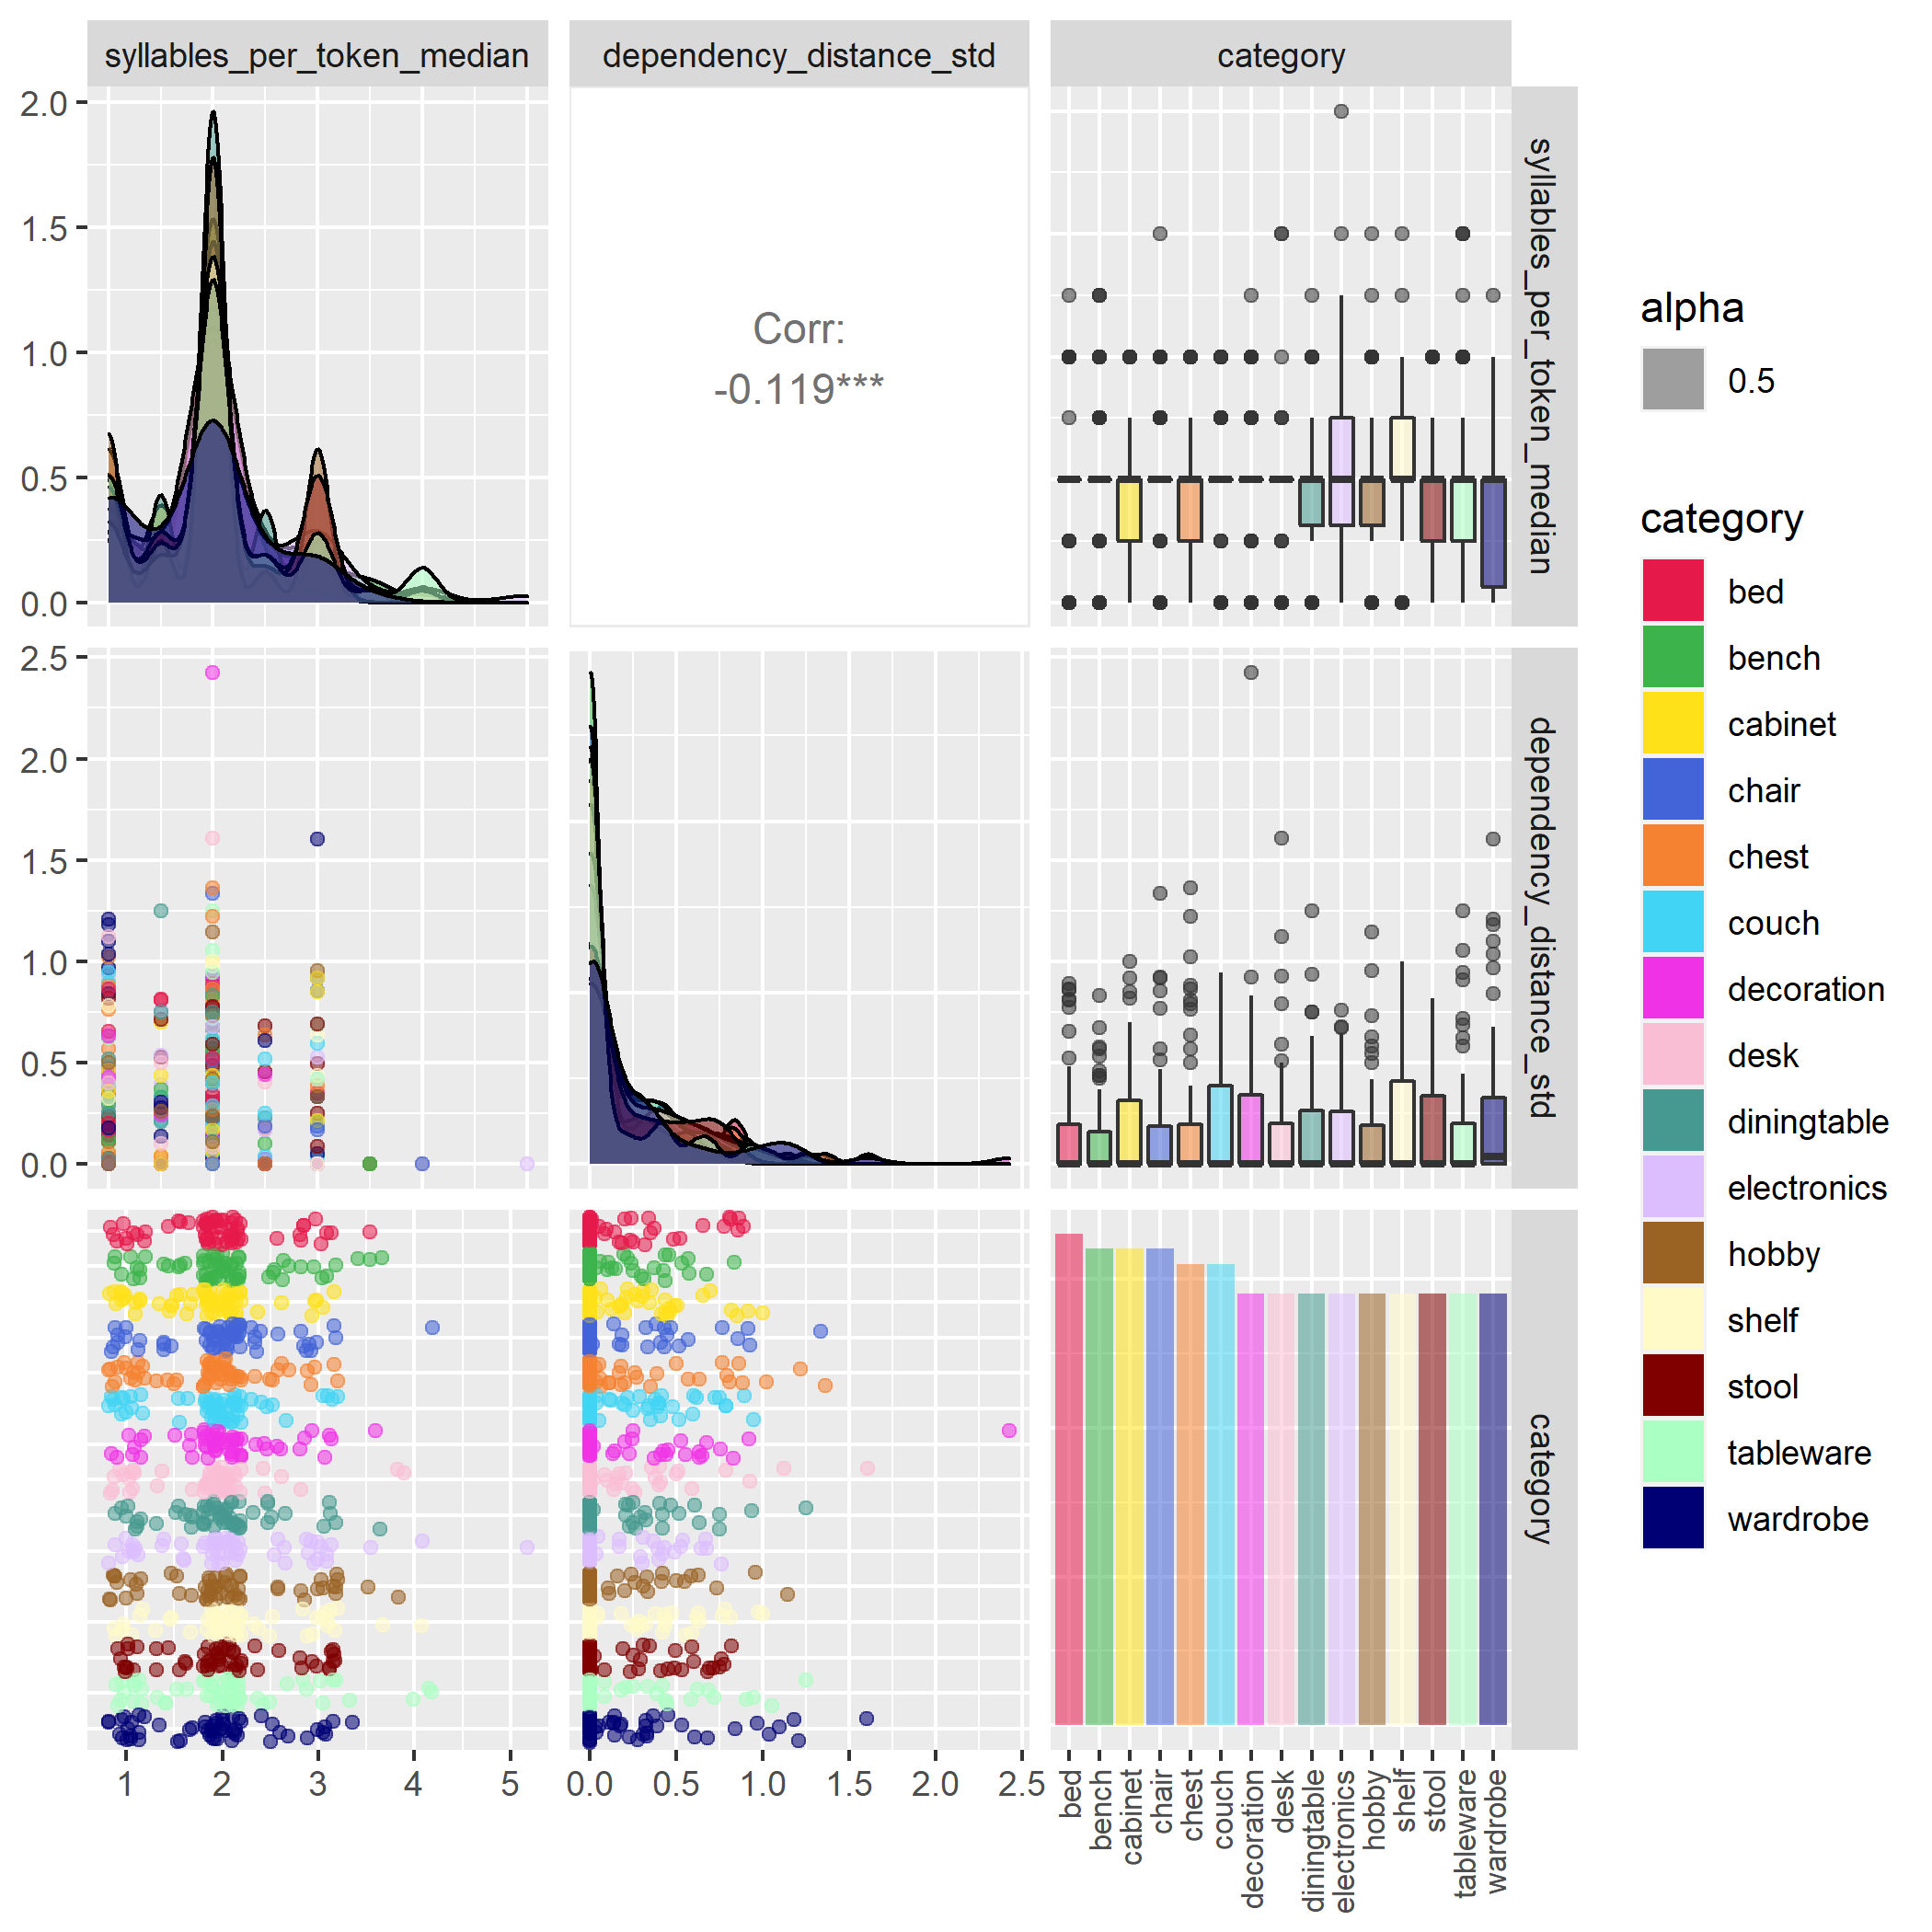 syllables_per_token_median
dependency_distance_std
category
2.0
1.5
1.0
0.5
0.0
Corr:
-0.119***
syllables_per_token_median
2.5
2.0
1.5
1.0
0.5
0.0
dependency_distance_std
category
1
2
3
4
5
0.0
0.5
1.0
1.5
2.0
2.5
bed
bench
cabinet
chair
chest
couch
decoration
desk
diningtable
electronics
hobby
shelf
stool
tableware
wardrobe
alpha
0.5
category
bed
bench
cabinet
chair
chest
couch
decoration
desk
diningtable
electronics
hobby
shelf
stool
tableware
wardrobe